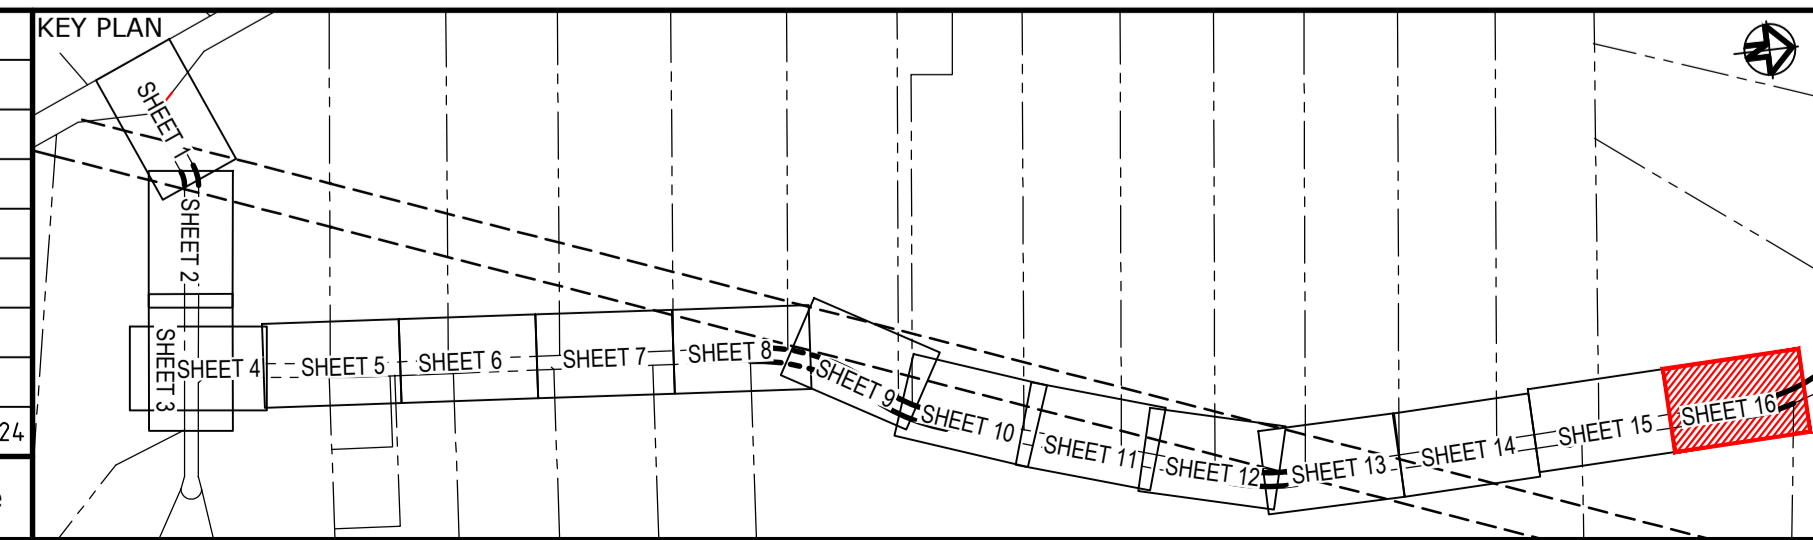 KEY PLAN
N
SHEET 1
SHEET 2
SHEET 3
SHEET 4
SHEET 5
SHEET 6
SHEET 7
SHEET 8
SHEET 9
SHEET 10
SHEET 11
SHEET 12
SHEET 13
SHEET 14
SHEET 15
SHEET 16
24